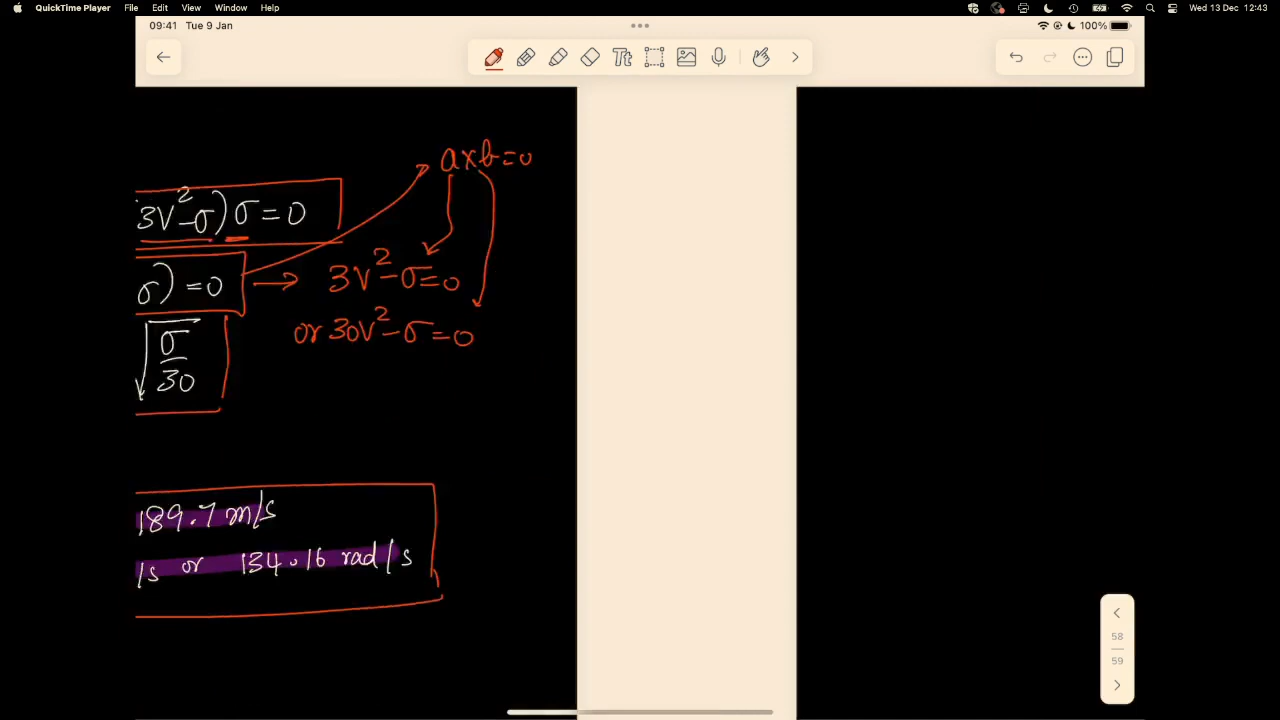 QuickTime Player File Edit View Window Help
Wed 13 Dec 12:43
09:41 Tue 9 Jan
100%
Tt
a×b=0
3V²-σ)σ=0
σ)=0 → 3V²-σ=0
or 30V²-σ=0
√σ/30
189.7 m/s
/s or 134.16 rad/s
58
59